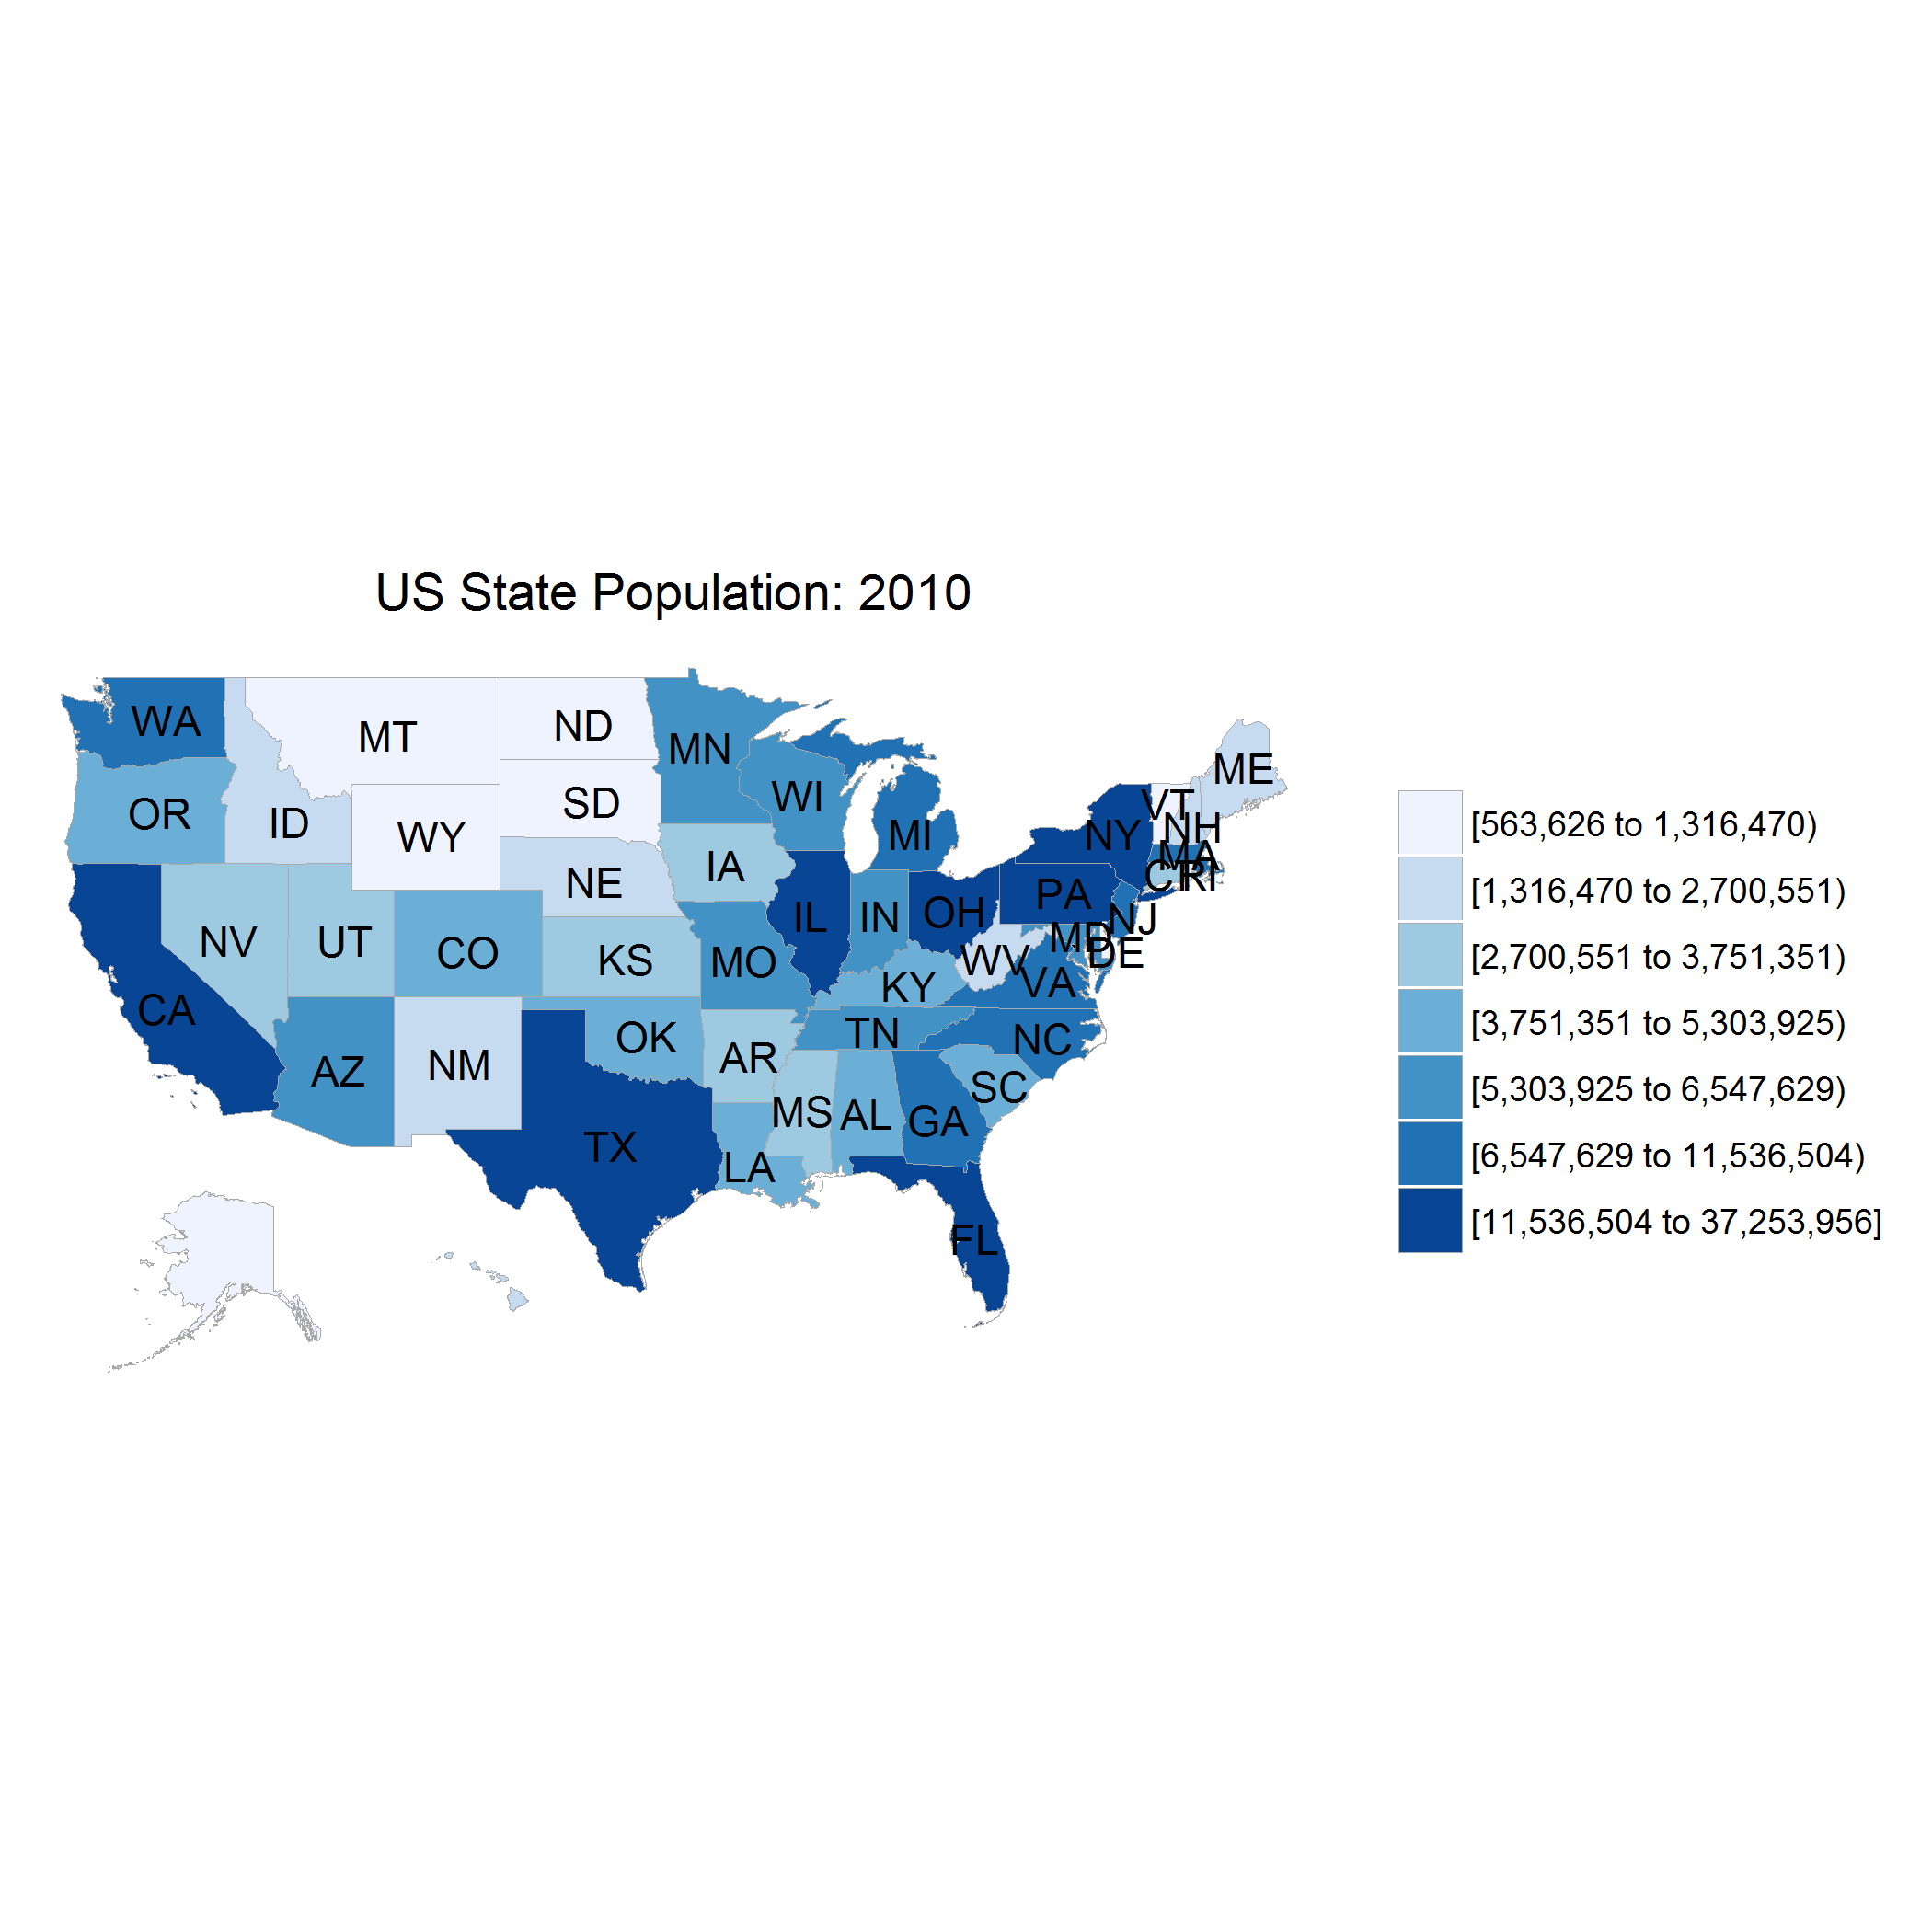 US State Population: 2010
WA
MT
ND
MN
OR
ID
WY
SD
WI
MI
ME
VT
NH
NY
MA
CT
RI
NE
IA
NV
UT
CO
KS
MO
IL
IN
OH
PA
NJ
MD
DE
WV
VA
KY
CA
AZ
NM
OK
AR
TN
NC
SC
TX
LA
MS
AL
GA
FL
[563,626 to 1,316,470)
[1,316,470 to 2,700,551)
[2,700,551 to 3,751,351)
[3,751,351 to 5,303,925)
[5,303,925 to 6,547,629)
[6,547,629 to 11,536,504)
[11,536,504 to 37,253,956]